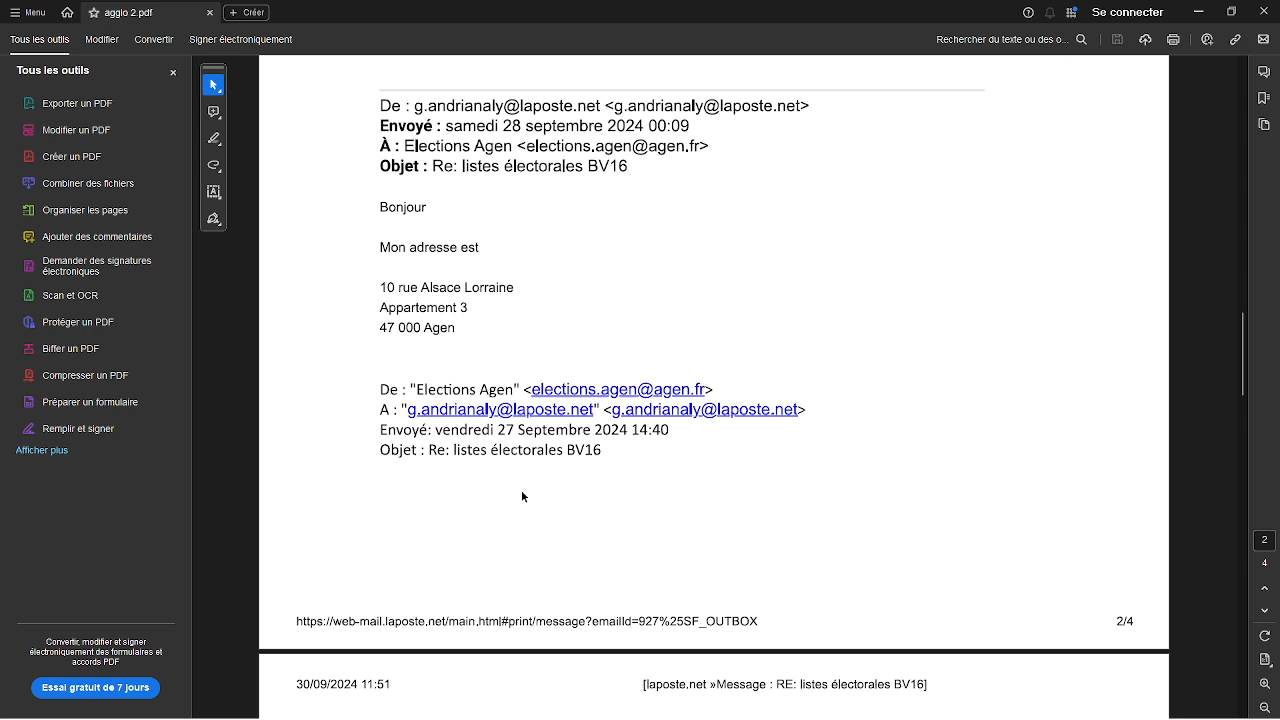 Menu
agglo 2.pdf
Créer
Se connecter
Tous les outils
Modifier
Convertir
Signer électroniquement
Rechercher du texte ou des o...
Tous les outils
Exporter un PDF
Modifier un PDF
Créer un PDF
Combiner des fichiers
Organiser les pages
Ajouter des commentaires
Demander des signatures
électroniques
Scan et OCR
Protéger un PDF
Biffer un PDF
Compresser un PDF
Préparer un formulaire
Remplir et signer
Afficher plus
Convertir, modifier et signer
électroniquement des formulaires et
accords PDF
Essai gratuit de 7 jours
De : g.andrianaly@laposte.net <g.andrianaly@laposte.net>
Envoyé : samedi 28 septembre 2024 00:09
À : Elections Agen <elections.agen@agen.fr>
Objet : Re: listes électorales BV16
Bonjour
Mon adresse est
10 rue Alsace Lorraine
Appartement 3
47 000 Agen
De : "Elections Agen" <elections.agen@agen.fr>
A : "g.andrianaly@laposte.net" <g.andrianaly@laposte.net>
Envoyé: vendredi 27 Septembre 2024 14:40
Objet : Re: listes électorales BV16
https://web-mail.laposte.net/main.html#print/message?emailId=927%25SF_OUTBOX
2/4
30/09/2024 11:51
[laposte.net »Message : RE: listes électorales BV16]
2
4